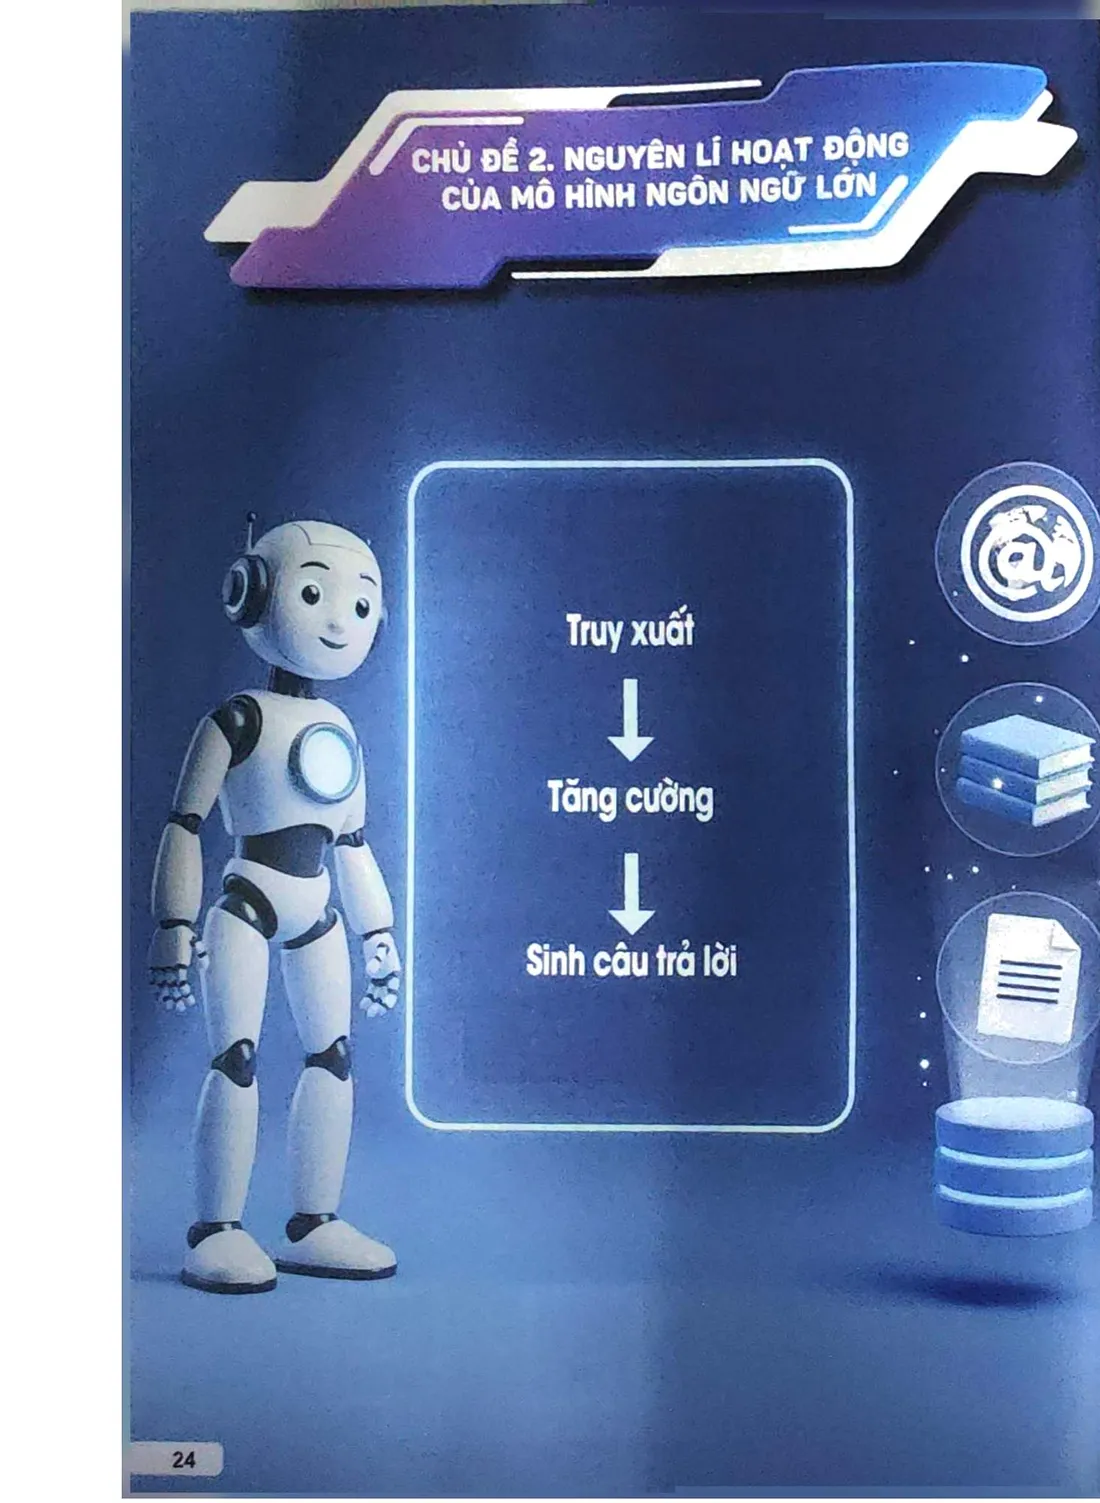 CHỦ ĐỀ 2. NGUYÊN LÍ HOẠT ĐỘNG
CỦA MÔ HÌNH NGÔN NGỮ LỚN
Truy xuất
Tăng cường
Sinh câu trả lời
24